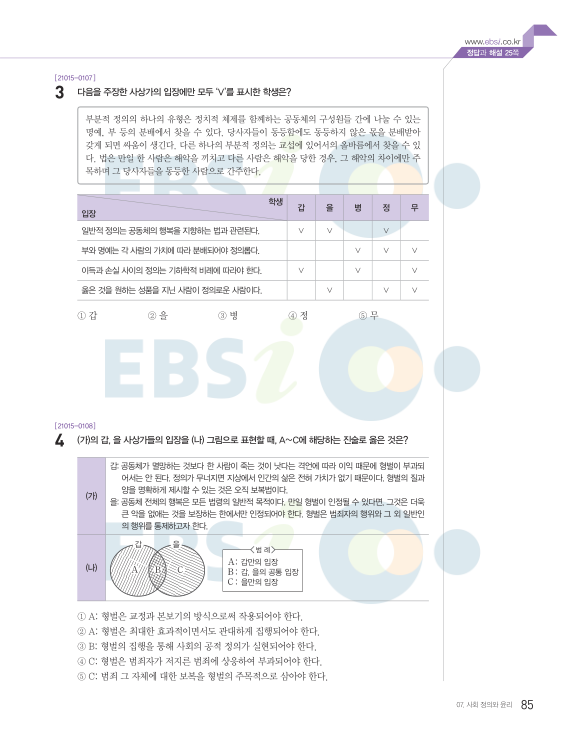 www.ebsi.co.kr
정답과 해설 25쪽
[21015-0107]
3 다음을 주장한 사상가의 입장에만 모두 'V'를 표시한 학생은?
부분적 정의의 하나의 유형은 정치적 체제를 함께하는 공동체의 구성원들 간에 나눌 수 있는
명예, 부 등의 분배에서 찾을 수 있다. 당사자들이 동등함에도 동등하지 않은 몫을 분배받아
갖게 되면 싸움이 생긴다. 다른 하나의 부분적 정의는 교섭에 있어서의 올바름에서 찾을 수 있
다. 법은 만일 한 사람은 해악을 끼치고 다른 사람은 해악을 당한 경우, 그 해악의 차이에만 주
목하며 그 당사자들을 동등한 사람으로 간주한다.
학생
입장 갑 을 병 정 무
일반적 정의는 공동체의 행복을 지향하는 법과 관련된다. V V V
부와 명예는 각 사람의 가치에 따라 분배되어야 정의롭다. V V V
이득과 손실 사이의 정의는 기하학적 비례에 따라야 한다. V V V
옳은 것을 원하는 성품을 지닌 사람이 정의로운 사람이다. V V V
① 갑 ② 을 ③ 병 ④ 정 ⑤ 무
EBSi
[21015-0108]
4 (가)의 갑, 을 사상가들의 입장을 (나) 그림으로 표현할 때, A~C에 해당하는 진술로 옳은 것은?
(가)
갑: 공동체가 멸망하는 것보다 한 사람이 죽는 것이 낫다는 격언에 따라 이익 때문에 형벌이 부과되
어서는 안 된다. 정의가 무너지면 지상에서 인간의 삶은 전혀 가치가 없기 때문이다. 형벌의 질과
양을 명확하게 제시할 수 있는 것은 오직 보복법이다.
을: 공동체 전체의 행복은 모든 법령의 일반적 목적이다. 만일 형벌이 인정될 수 있다면, 그것은 더욱
큰 악을 없애는 것을 보장하는 한에서만 인정되어야 한다. 형벌은 범죄자의 행위와 그 외 일반인
의 행위를 통제하고자 한다.
(나)
갑 을
A B C
〈범 례〉
A: 갑만의 입장
B: 갑, 을의 공통 입장
C: 을만의 입장
① A: 형벌은 교정과 본보기의 방식으로써 작용되어야 한다.
② A: 형벌은 최대한 효과적이면서도 관대하게 집행되어야 한다.
③ B: 형벌의 집행을 통해 사회의 공적 정의가 실현되어야 한다.
④ C: 형벌은 범죄자가 저지른 범죄에 상응하여 부과되어야 한다.
⑤ C: 범죄 그 자체에 대한 보복을 형벌의 주목적으로 삼아야 한다.
07. 사회 정의와 윤리 85